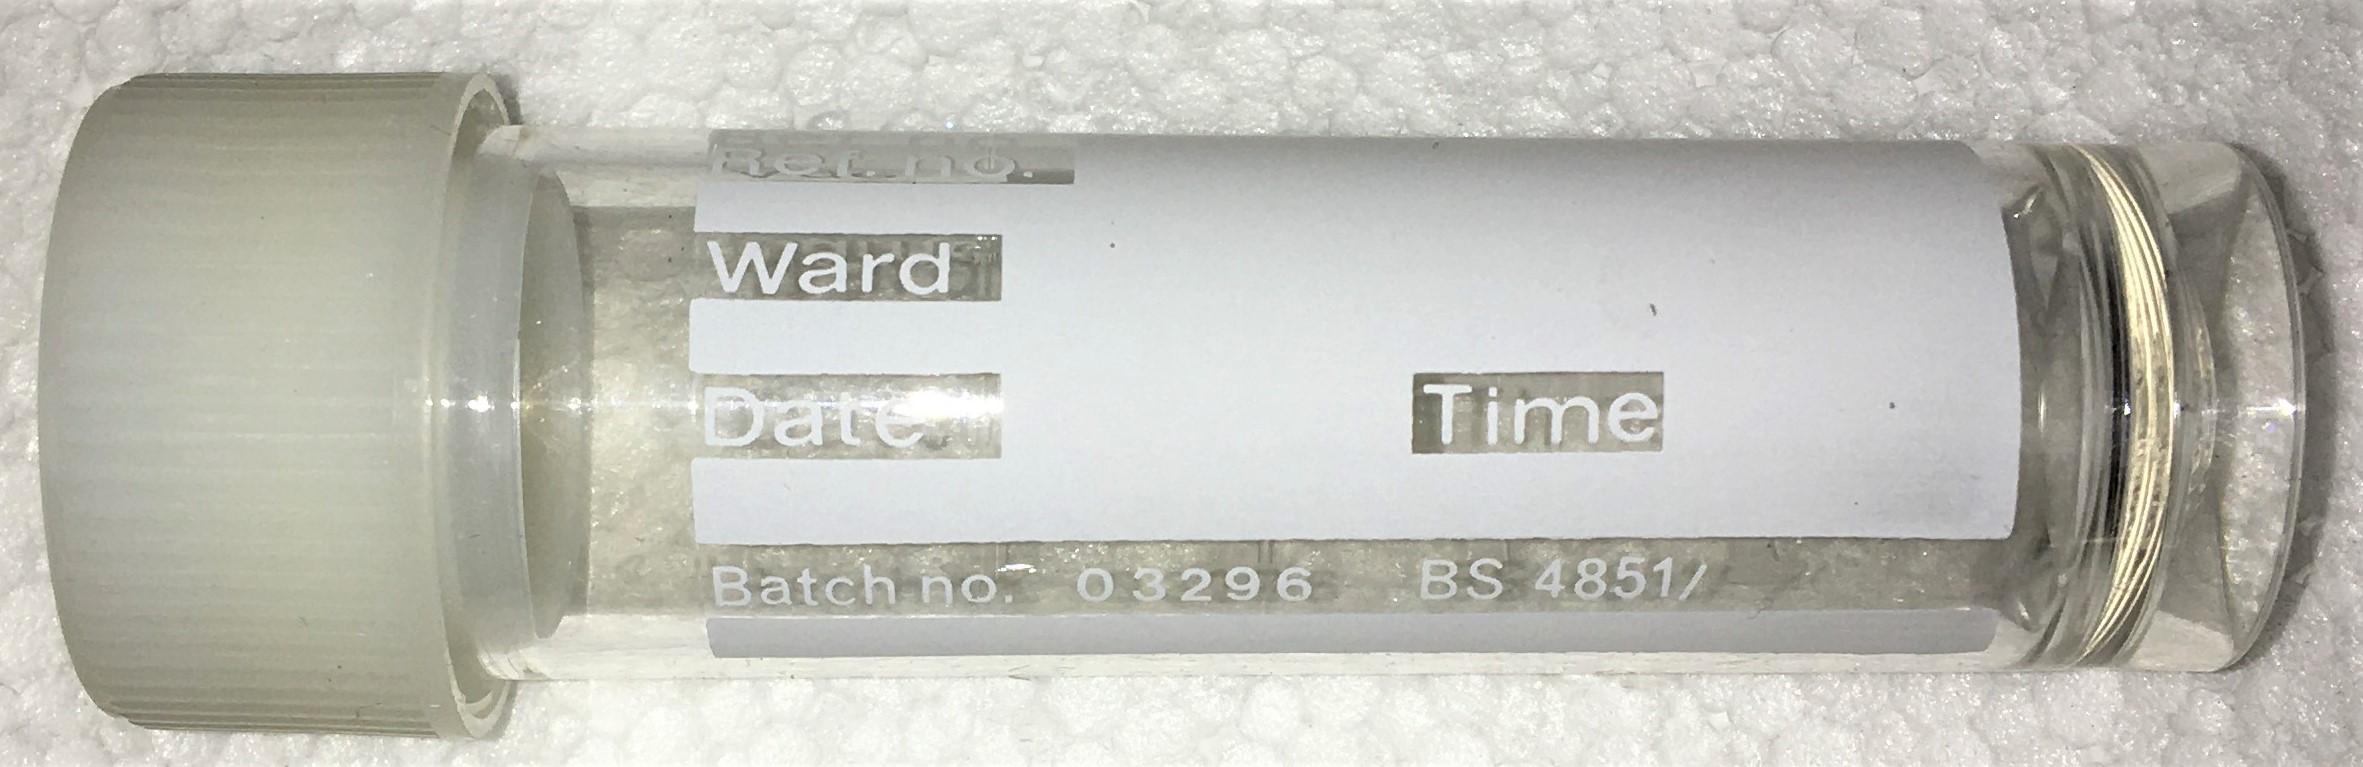 Ref. no.
Ward
Date Time
Batch no. 03296 BS 4851/